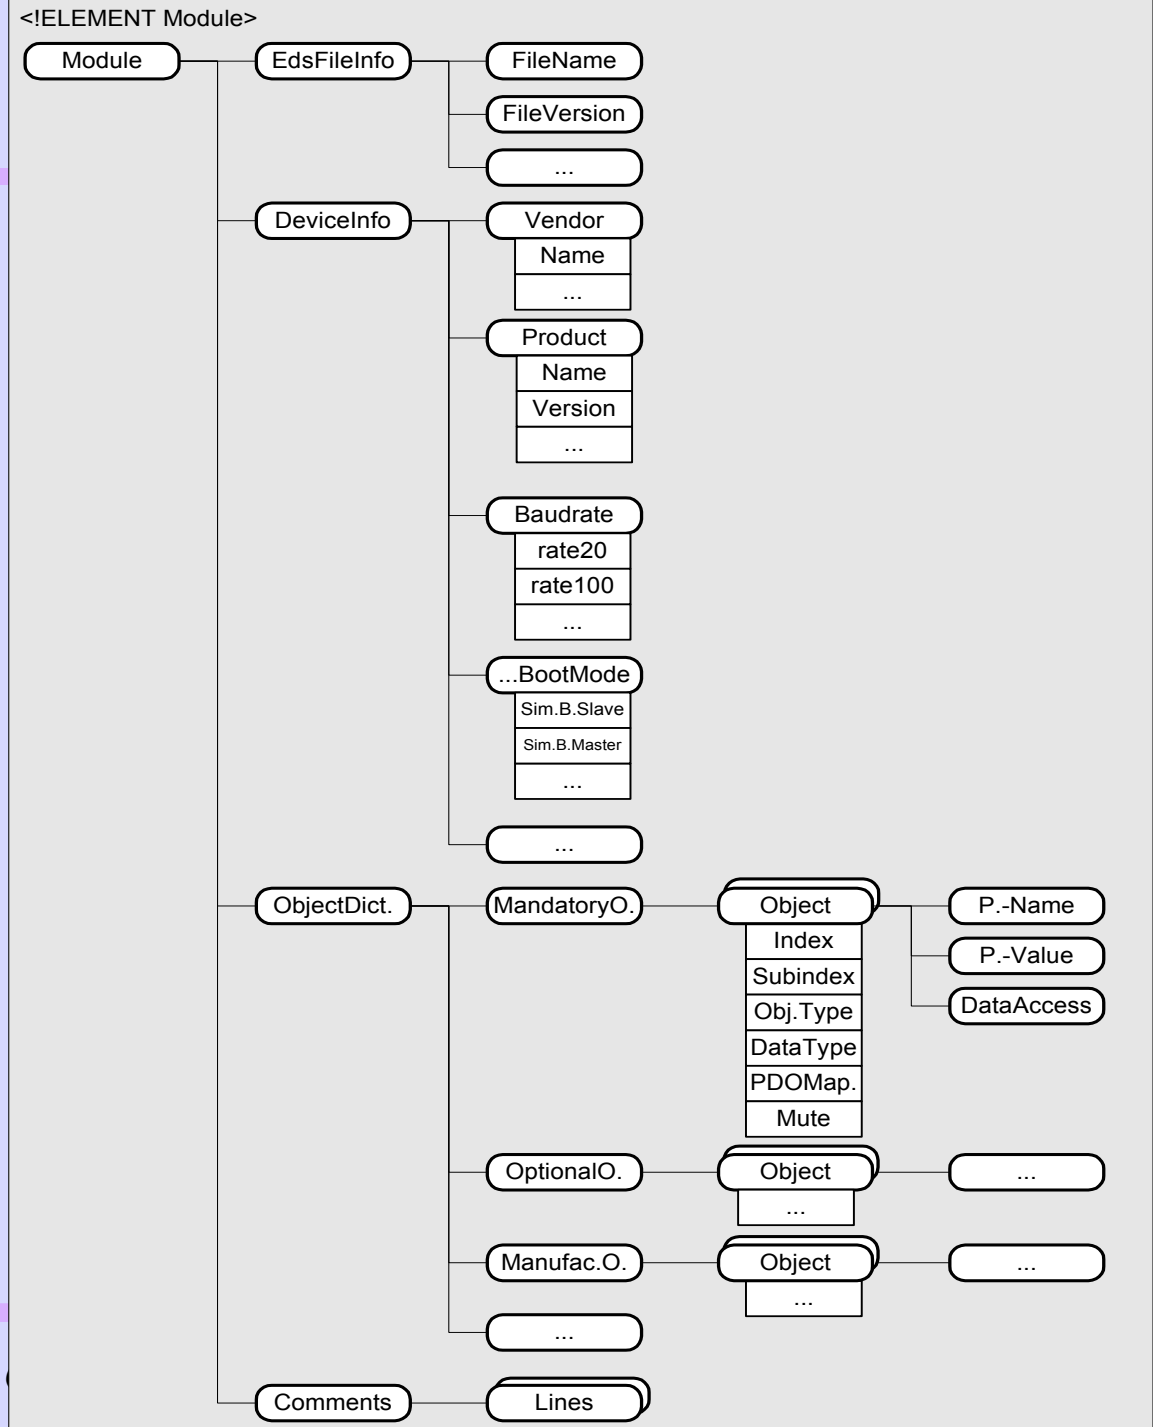 <!ELEMENT Module>
Module
EdsFileInfo
FileName
FileVersion
...
DeviceInfo
Vendor
Name
...
Product
Name
Version
...
Baudrate
rate20
rate100
...
...BootMode
Sim.B.Slave
Sim.B.Master
...
...
ObjectDict.
MandatoryO.
Object
Index
Subindex
Obj.Type
DataType
PDOMap.
Mute
P.-Name
P.-Value
DataAccess
OptionalO.
Object
...
...
Manufac.O.
Object
...
...
...
Comments
Lines